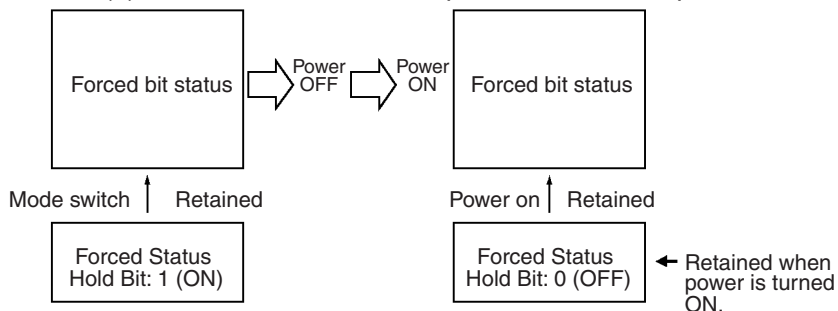 Forced bit status
Power
OFF
Power
ON
Forced bit status
Mode switch
Retained
Power on
Retained
Forced Status
Hold Bit: 1 (ON)
Forced Status
Hold Bit: 0 (OFF)
Retained when
power is turned
ON.